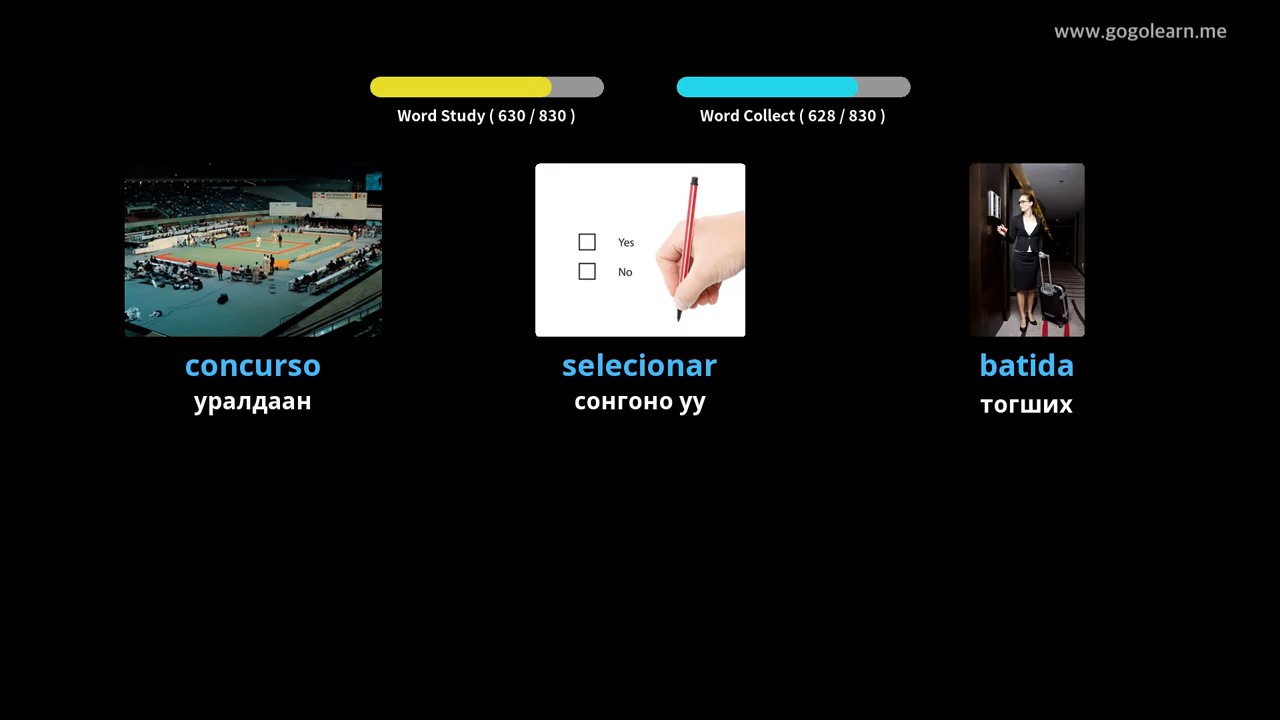 www.gogolearn.me
Word Study ( 630 / 830 )
Word Collect ( 628 / 830 )
Yes
No
concurso
selecionar
batida
уралдаан
сонгоно уу
тогших